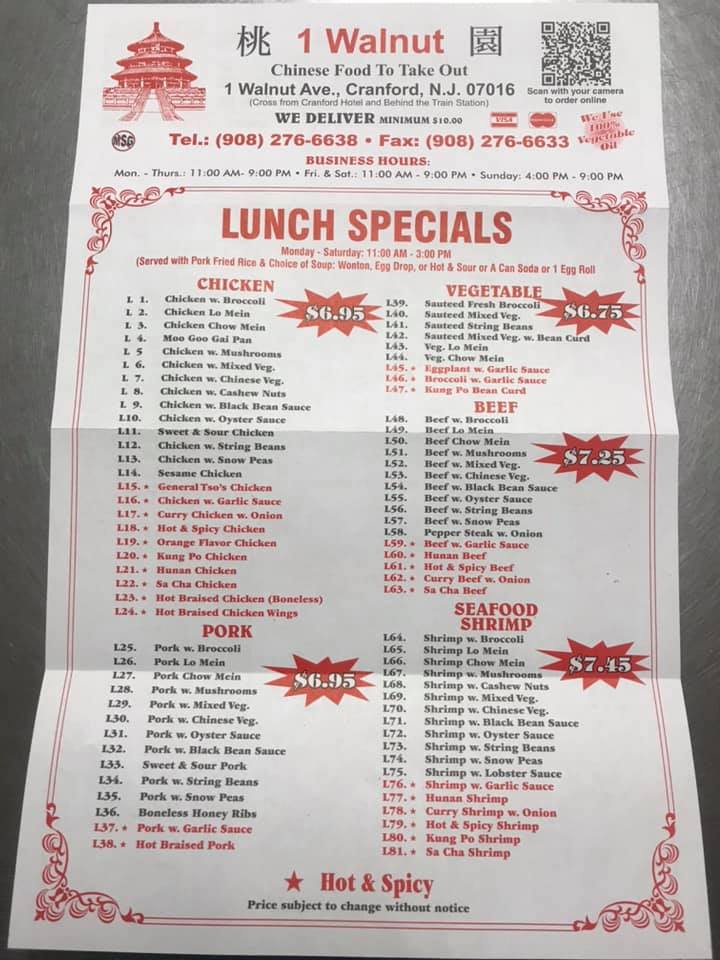 桃 1 Walnut 園
Chinese Food To Take Out
1 Walnut Ave., Cranford, N.J. 07016
(Cross from Cranford Hotel and Behind the Train Station)
WE DELIVER MINIMUM $10.00
Scan with your camera
to order online
VISA
MasterCard
We Use
100%
Vegetable
Oil
MSG
Tel.: (908) 276-6638 • Fax: (908) 276-6633
BUSINESS HOURS:
Mon. - Thurs.: 11:00 AM- 9:00 PM • Fri. & Sat.: 11:00 AM - 9:00 PM • Sunday: 4:00 PM - 9:00 PM
LUNCH SPECIALS
Monday - Saturday: 11:00 AM - 3:00 PM
(Served with Pork Fried Rice & Choice of Soup: Wonton, Egg Drop, or Hot & Sour or A Can Soda or 1 Egg Roll
CHICKEN
$6.95
L 1. Chicken w. Broccoli
L 2. Chicken Lo Mein
L 3. Chicken Chow Mein
L 4. Moo Goo Gai Pan
L 5 Chicken w. Mushrooms
L 6. Chicken w. Mixed Veg.
L 7. Chicken w. Chinese Veg.
L 8. Chicken w. Cashew Nuts
L 9. Chicken w. Black Bean Sauce
L10. Chicken w. Oyster Sauce
L11. Sweet & Sour Chicken
L12. Chicken w. String Beans
L13. Chicken w. Snow Peas
L14. Sesame Chicken
L15. ★ General Tso's Chicken
L16. ★ Chicken w. Garlic Sauce
L17. ★ Curry Chicken w. Onion
L18. ★ Hot & Spicy Chicken
L19. ★ Orange Flavor Chicken
L20. ★ Kung Po Chicken
L21. ★ Hunan Chicken
L22. ★ Sa Cha Chicken
L23. ★ Hot Braised Chicken (Boneless)
L24. ★ Hot Braised Chicken Wings
PORK
$6.95
L25. Pork w. Broccoli
L26. Pork Lo Mein
L27. Pork Chow Mein
L28. Pork w. Mushrooms
L29. Pork w. Mixed Veg.
L30. Pork w. Chinese Veg.
L31. Pork w. Oyster Sauce
L32. Pork w. Black Bean Sauce
L33. Sweet & Sour Pork
L34. Pork w. String Beans
L35. Pork w. Snow Peas
L36. Boneless Honey Ribs
L37. ★ Pork w. Garlic Sauce
L38. ★ Hot Braised Pork
VEGETABLE
$6.75
L39. Sauteed Fresh Broccoli
L40. Sauteed Mixed Veg.
L41. Sauteed String Beans
L42. Sauteed Mixed Veg. w. Bean Curd
L43. Veg. Lo Mein
L44. Veg. Chow Mein
L45. ★ Eggplant w. Garlic Sauce
L46. ★ Broccoli w. Garlic Sauce
L47. ★ Kung Po Bean Curd
BEEF
$7.25
L48. Beef w. Broccoli
L49. Beef Lo Mein
L50. Beef Chow Mein
L51. Beef w. Mushrooms
L52. Beef w. Mixed Veg.
L53. Beef w. Chinese Veg.
L54. Beef w. Black Bean Sauce
L55. Beef w. Oyster Sauce
L56. Beef w. String Beans
L57. Beef w. Snow Peas
L58. Pepper Steak w. Onion
L59. ★ Beef w. Garlic Sauce
L60. ★ Hunan Beef
L61. ★ Hot & Spicy Beef
L62. ★ Curry Beef w. Onion
L63. ★ Sa Cha Beef
SEAFOOD
SHRIMP
$7.45
L64. Shrimp w. Broccoli
L65. Shrimp Lo Mein
L66. Shrimp Chow Mein
L67. Shrimp w. Mushrooms
L68. Shrimp w. Cashew Nuts
L69. Shrimp w. Mixed Veg.
L70. Shrimp w. Chinese Veg.
L71. Shrimp w. Black Bean Sauce
L72. Shrimp w. Oyster Sauce
L73. Shrimp w. String Beans
L74. Shrimp w. Snow Peas
L75. Shrimp w. Lobster Sauce
L76. ★ Shrimp w. Garlic Sauce
L77. ★ Hunan Shrimp
L78. ★ Curry Shrimp w. Onion
L79. ★ Hot & Spicy Shrimp
L80. ★ Kung Po Shrimp
L81. ★ Sa Cha Shrimp
★ Hot & Spicy
Price subject to change without notice